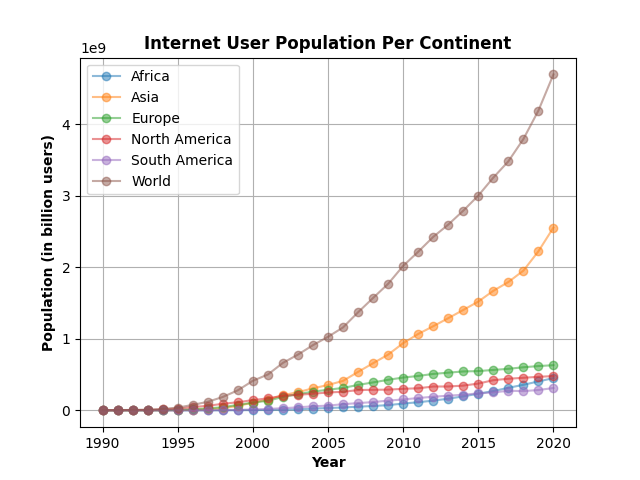 Internet User Population Per Continent
1e9
Africa
Asia
Europe
North America
South America
World
4
3
2
1
0
Population (in billion users)
1990 1995 2000 2005 2010 2015 2020
Year